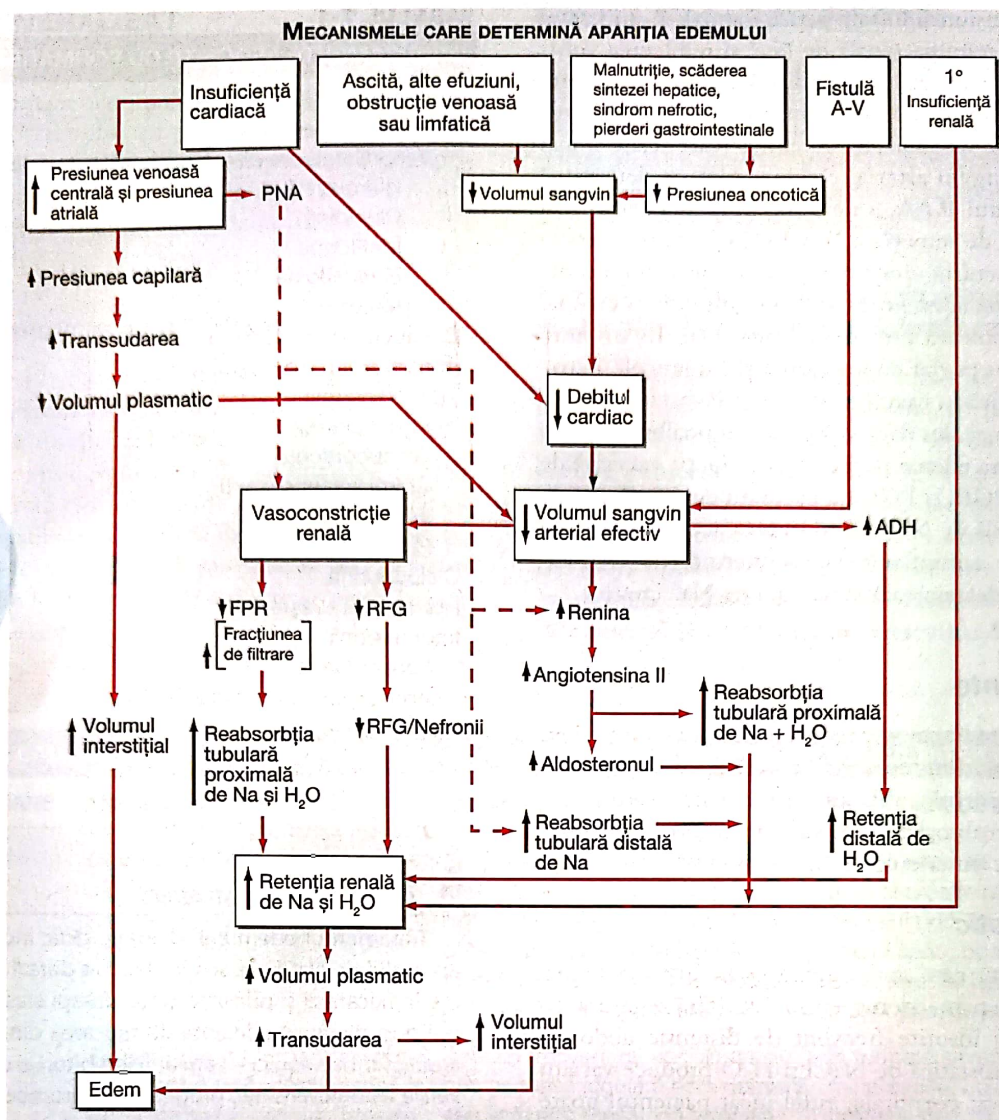 MECANISMELE CARE DETERMINĂ APARIȚIA EDEMULUI
Insuficiență
cardiacă
Ascită, alte efuziuni,
obstrucție venoasă
sau limfatică
Malnutriție, scăderea
sintezei hepatice,
sindrom nefrotic,
pierderi gastrointestinale
Fistulă
A-V
1°
Insuficiență
renală
Presiunea venoasă
centrală și presiunea
atrială
PNA
Volumul sangvin
Presiunea oncotică
Presiunea capilară
Transsudarea
Volumul plasmatic
Debitul
cardiac
Vasoconstricție
renală
Volumul sangvin
arterial efectiv
ADH
FPR
Fracțiunea
de filtrare
RFG
Renina
Angiotensina II
Reabsorbția
tubulară proximală
de Na + H₂O
Volumul
interstițial
Reabsorbția
tubulară
proximală
de Na și H₂O
RFG/Nefronii
Aldosteronul
Reabsorbția
tubulară distală
de Na
Retenția
distală de
H₂O
Retenția renală
de Na și H₂O
Volumul plasmatic
Transudarea
Volumul
interstițial
Edem